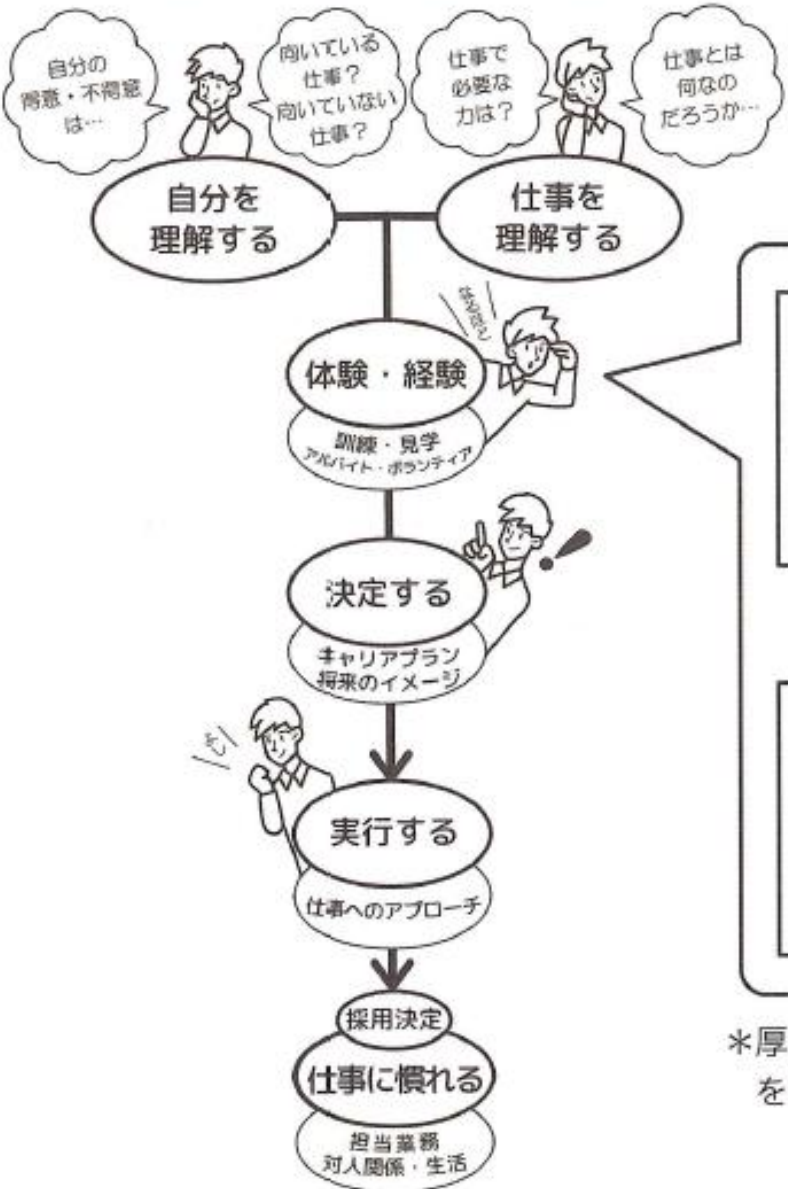 自分の
得意・不得意
は…
向いている
仕事?
向いていない
仕事?
仕事で
必要な
力は?
仕事とは
何なの
だろうか…
自分を
理解する
仕事を
理解する
なるほど
体験・経験
訓練・見学
アルバイト・ボランティア
決定する
キャリアプラン
将来のイメージ
実行する
仕事へのアプローチ
採用決定
仕事に慣れる
担当業務
対人関係・生活
*厚
を